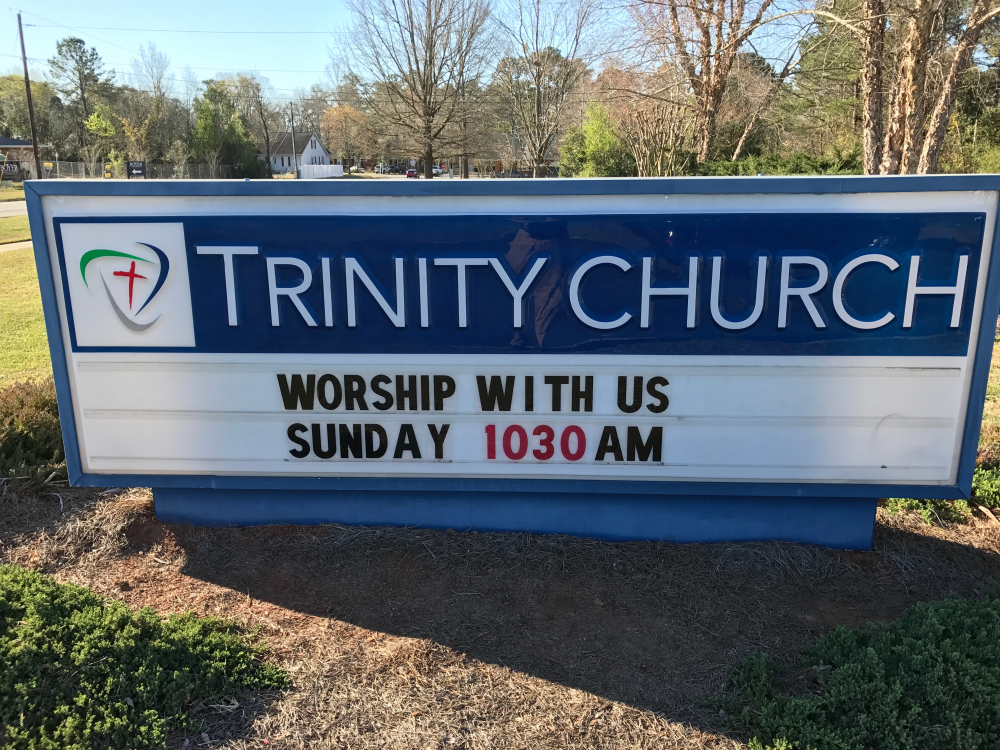 TRINITY CHURCH
WORSHIP WITH US
SUNDAY 1030 AM